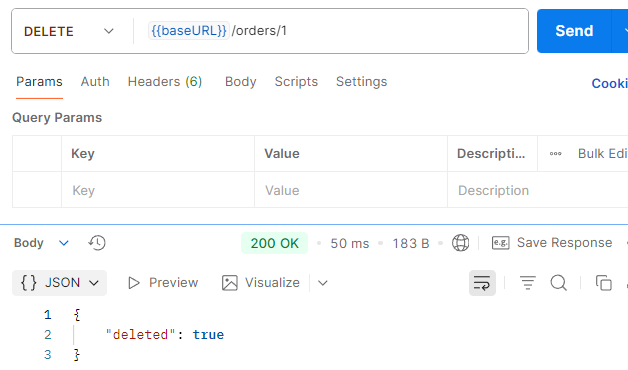 DELETE {{baseURL}} /orders/1 Send
Params Auth Headers (6) Body Scripts Settings Cooki
Query Params
Key Value Descripti... Bulk Edi
Key Value Description
Body 200 OK 50 ms 183 B e.g. Save Response
{} JSON Preview Visualize
1 {
2 "deleted": true
3 }